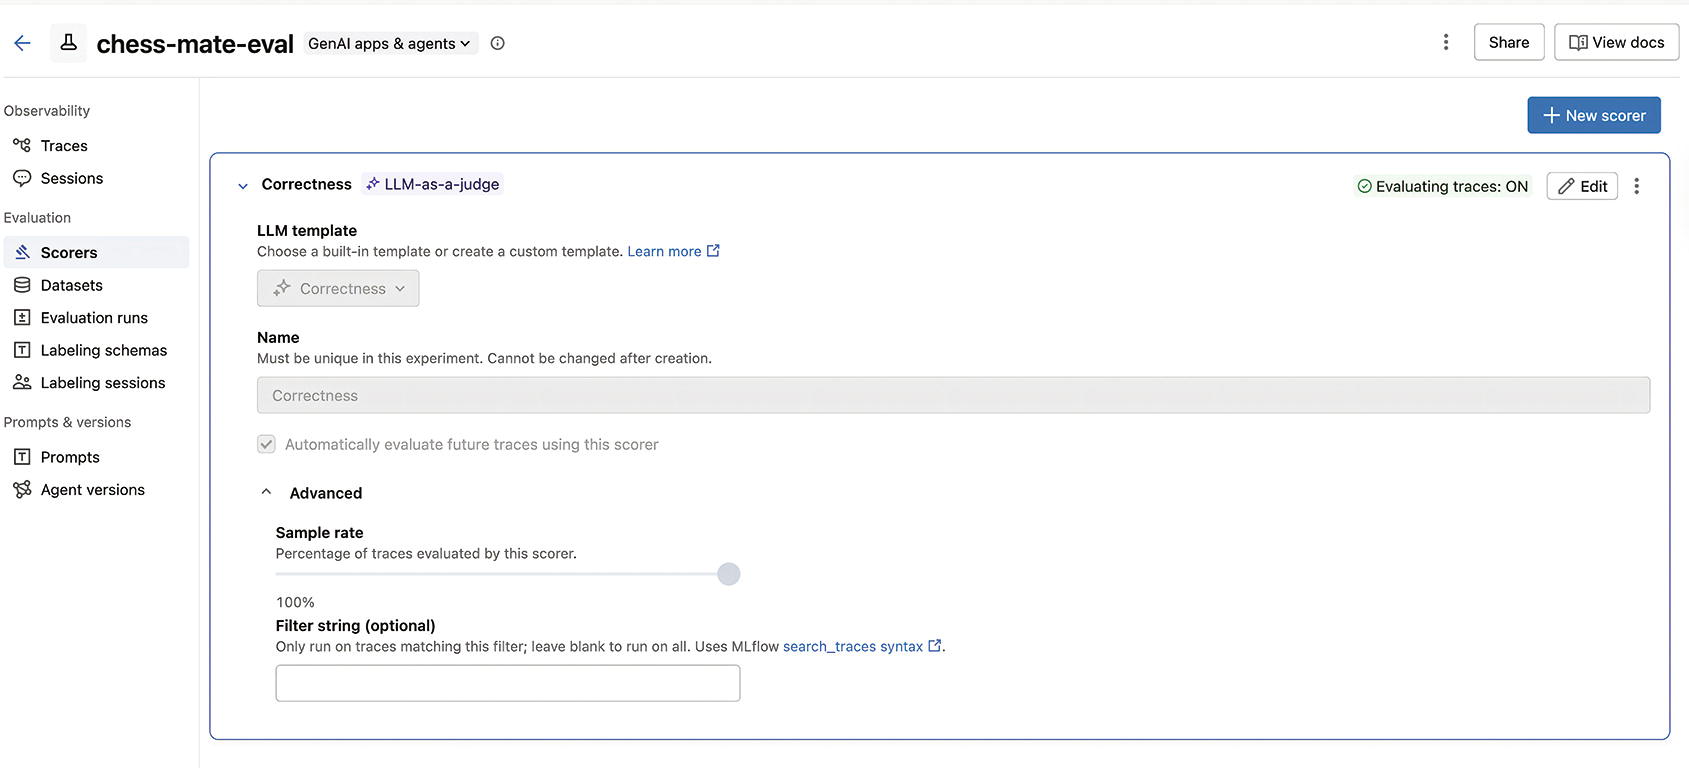 chess-mate-eval GenAI apps & agents
Share
View docs
Observability
Traces
Sessions
Evaluation
Scorers
Datasets
Evaluation runs
Labeling schemas
Labeling sessions
Prompts & versions
Prompts
Agent versions
New scorer
Correctness LLM-as-a-judge
Evaluating traces: ON
Edit
LLM template
Choose a built-in template or create a custom template. Learn more
Correctness
Name
Must be unique in this experiment. Cannot be changed after creation.
Correctness
Automatically evaluate future traces using this scorer
Advanced
Sample rate
Percentage of traces evaluated by this scorer.
100%
Filter string (optional)
Only run on traces matching this filter; leave blank to run on all. Uses MLflow search_traces syntax.